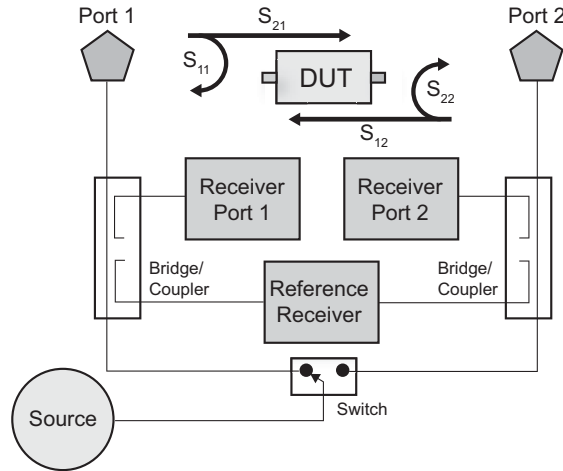 Port 1
S21
Port 2
S11
DUT
S22
S12
Receiver
Port 1
Receiver
Port 2
Bridge/
Coupler
Reference
Receiver
Bridge/
Coupler
Source
Switch